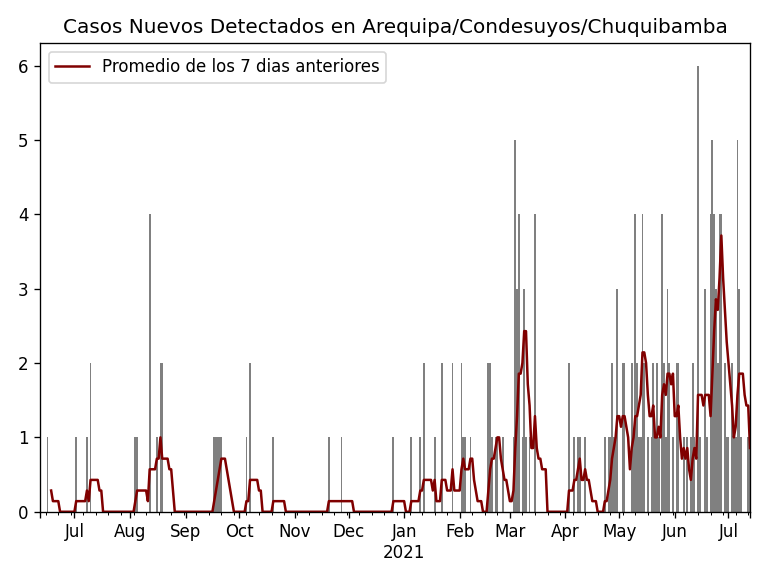 Casos Nuevos Detectados en Arequipa/Condesuyos/Chuquibamba
Promedio de los 7 dias anteriores
6
5
4
3
2
1
0
Jul Aug Sep Oct Nov Dec Jan Feb Mar Apr May Jun Jul
2021